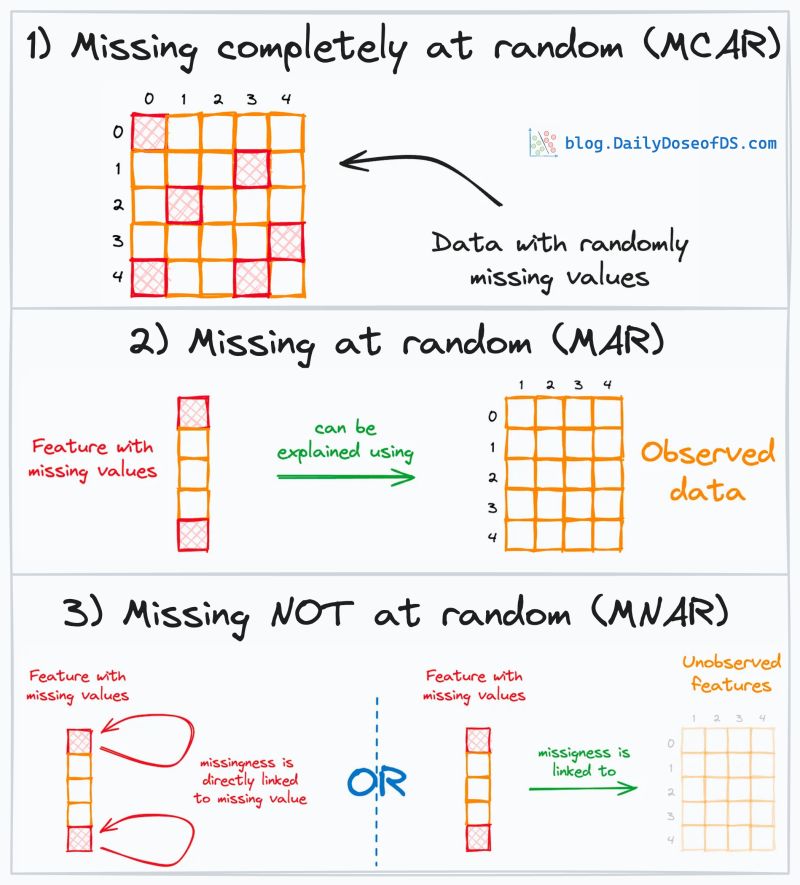 1) Missing completely at random (MCAR)
0 1 2 3 4
0
1
2
3
4
blog.DailyDoseofDS.com
Data with randomly
missing values
2) Missing at random (MAR)
Feature with
missing values
can be
explained using
1 2 3 4
0
1
2
3
4
Observed
data
3) Missing NOT at random (MNAR)
Feature with
missing values
missingness is
directly linked
to missing value
OR
Feature with
missing values
missigness is
linked to
Unobserved
features
1 2 3 4
0
1
2
3
4